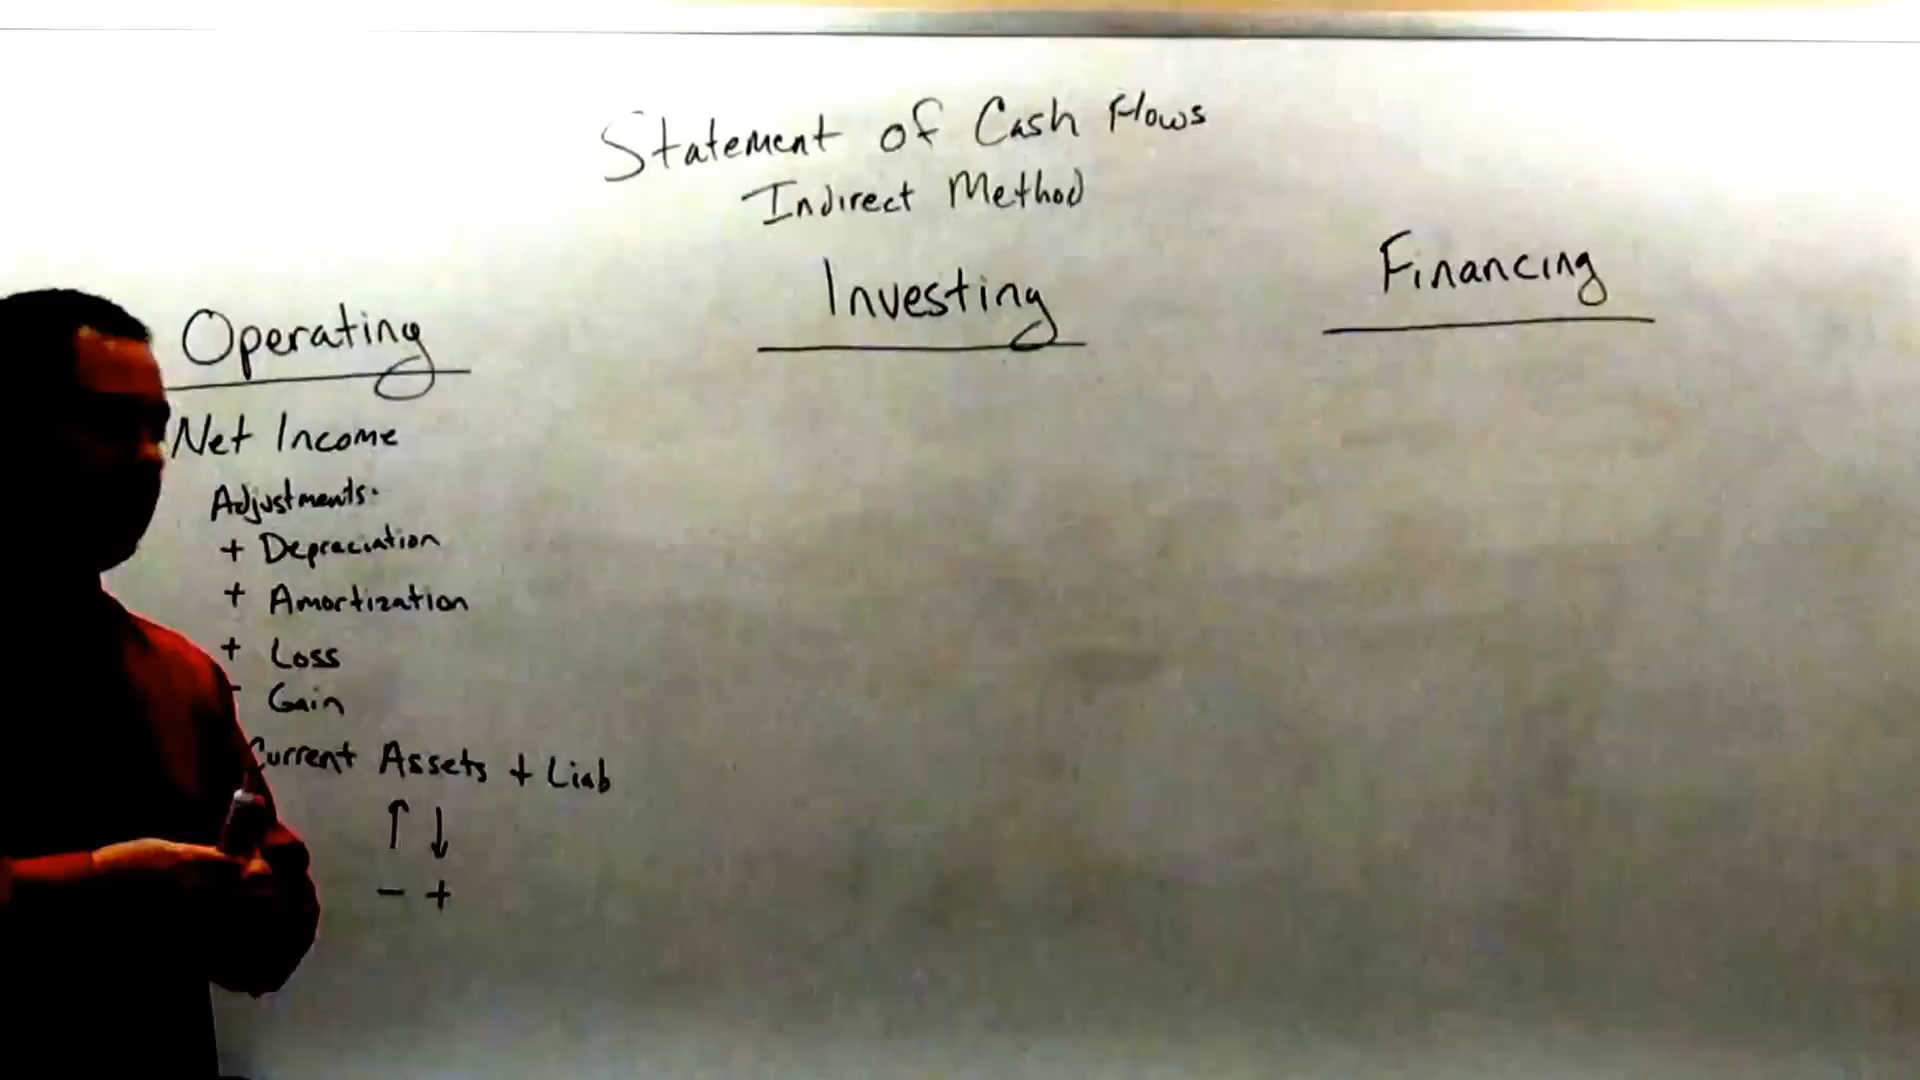 Statement of Cash Flows
Indirect Method
Operating
Investing
Financing
Net Income
Adjustments:
+ Depreciation
+ Amortization
+ Loss
- Gain
Current Assets + Liab
↑ ↓
- +